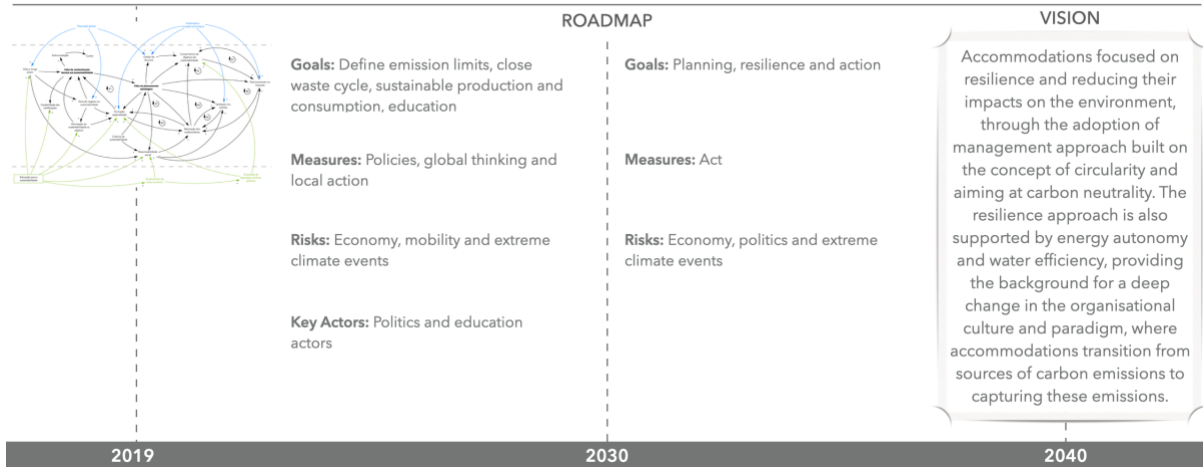 ROADMAP
VISION
Goals: Define emission limits, close
waste cycle, sustainable production and
consumption, education
Measures: Policies, global thinking and
local action
Risks: Economy, mobility and extreme
climate events
Key Actors: Politics and education
actors
Goals: Planning, resilience and action
Measures: Act
Risks: Economy, politics and extreme
climate events
Accommodations focused on
resilience and reducing their
impacts on the environment,
through the adoption of
management approach built on
the concept of circularity and
aiming at carbon neutrality. The
resilience approach is also
supported by energy autonomy
and water efficiency, providing
the background for a deep
change in the organisational
culture and paradigm, where
accommodations transition from
sources of carbon emissions to
capturing these emissions.
2019
2030
2040